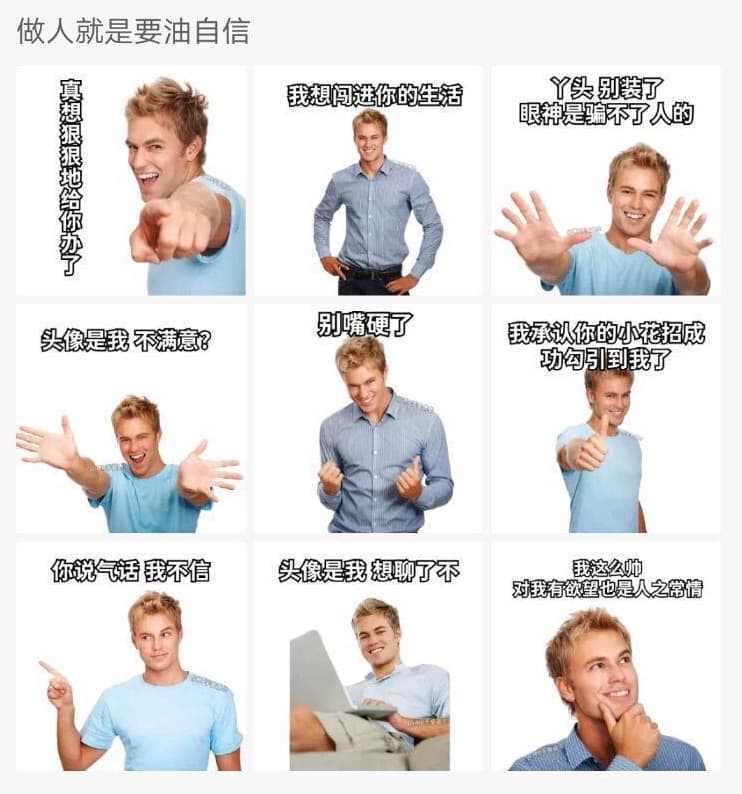 做人就是要油自信
真想狠狠地给你办了
我想闯进你的生活
丫头 别装了
眼神是骗不了人的
头像是我 不满意？
别嘴硬了
我承认你的小花招成
功勾引到我了
你说气话 我不信
头像是我 想聊了不
我这么帅
对我有欲望也是人之常情